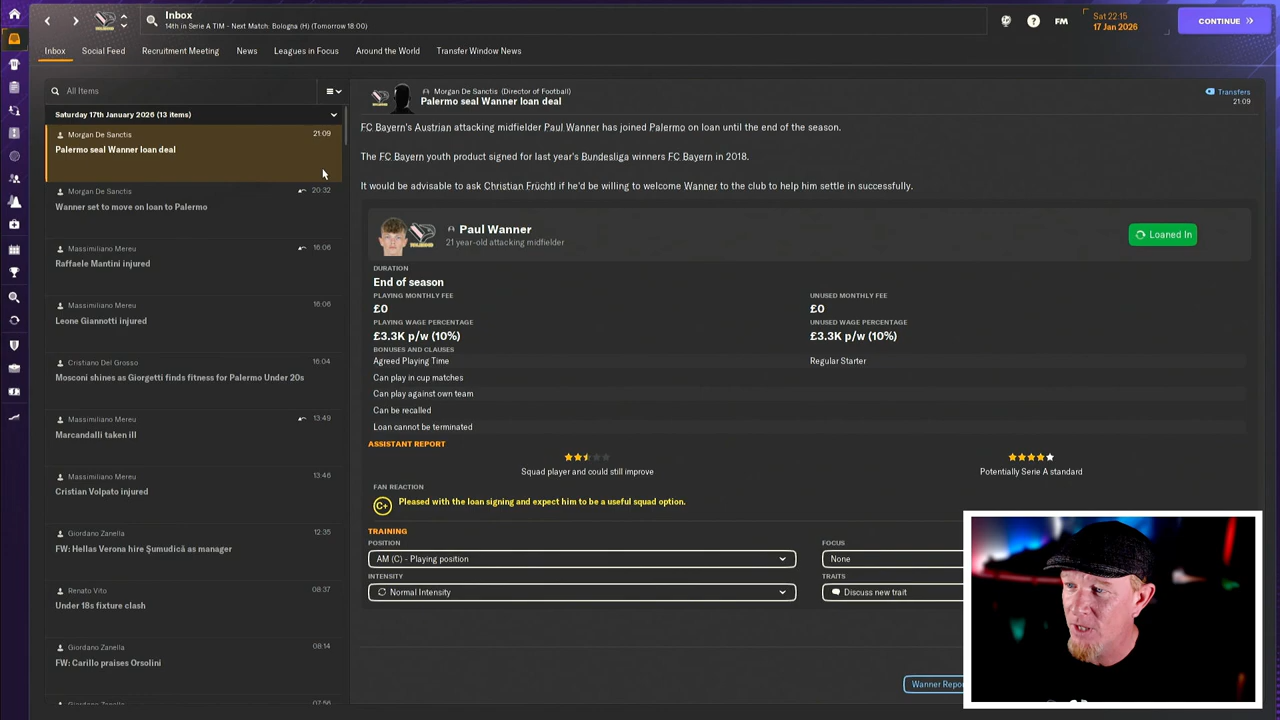 Inbox
14th in Serie A TIM - Next Match: Bologna (H) (Tomorrow 18:00)
FM
Sat 22:15
17 Jan 2026
CONTINUE
Inbox
Social Feed
Recruitment Meeting
News
Leagues in Focus
Around the World
Transfer Window News
All Items
Saturday 17th January 2026 (13 items)
Morgan De Sanctis 21:09
Palermo seal Wanner loan deal
Morgan De Sanctis 20:32
Wanner set to move on loan to Palermo
Massimiliano Mereu 16:06
Raffaele Mantini injured
Massimiliano Mereu 16:06
Leone Giannotti injured
Cristiano Del Grosso 16:04
Mosconi shines as Giorgetti finds fitness for Palermo Under 20s
Massimiliano Mereu 13:49
Marcandalli taken ill
Massimiliano Mereu 13:46
Cristian Volpato injured
Giordano Zanella 12:35
FW: Hellas Verona hire Șumudică as manager
Renato Vito 08:37
Under 18s fixture clash
Giordano Zanella 08:14
FW: Carillo praises Orsolini
Giordano Zanella 07:56
Morgan De Sanctis (Director of Football)
Palermo seal Wanner loan deal
Transfers
21:09
FC Bayern's Austrian attacking midfielder Paul Wanner has joined Palermo on loan until the end of the season.
The FC Bayern youth product signed for last year's Bundesliga winners FC Bayern in 2018.
It would be advisable to ask Christian Früchtl if he'd be willing to welcome Wanner to the club to help him settle in successfully.
Paul Wanner
21 year-old attacking midfielder
Loaned In
DURATION
End of season
PLAYING MONTHLY FEE UNUSED MONTHLY FEE
£0 £0
PLAYING WAGE PERCENTAGE UNUSED WAGE PERCENTAGE
£3.3K p/w (10%) £3.3K p/w (10%)
BONUSES AND CLAUSES
Agreed Playing Time Regular Starter
Can play in cup matches
Can play against own team
Can be recalled
Loan cannot be terminated
ASSISTANT REPORT
Squad player and could still improve Potentially Serie A standard
FAN REACTION
C+ Pleased with the loan signing and expect him to be a useful squad option.
TRAINING
POSITION FOCUS
AM (C) - Playing position None
INTENSITY TRAITS
Normal Intensity Discuss new trait
Wanner Repo